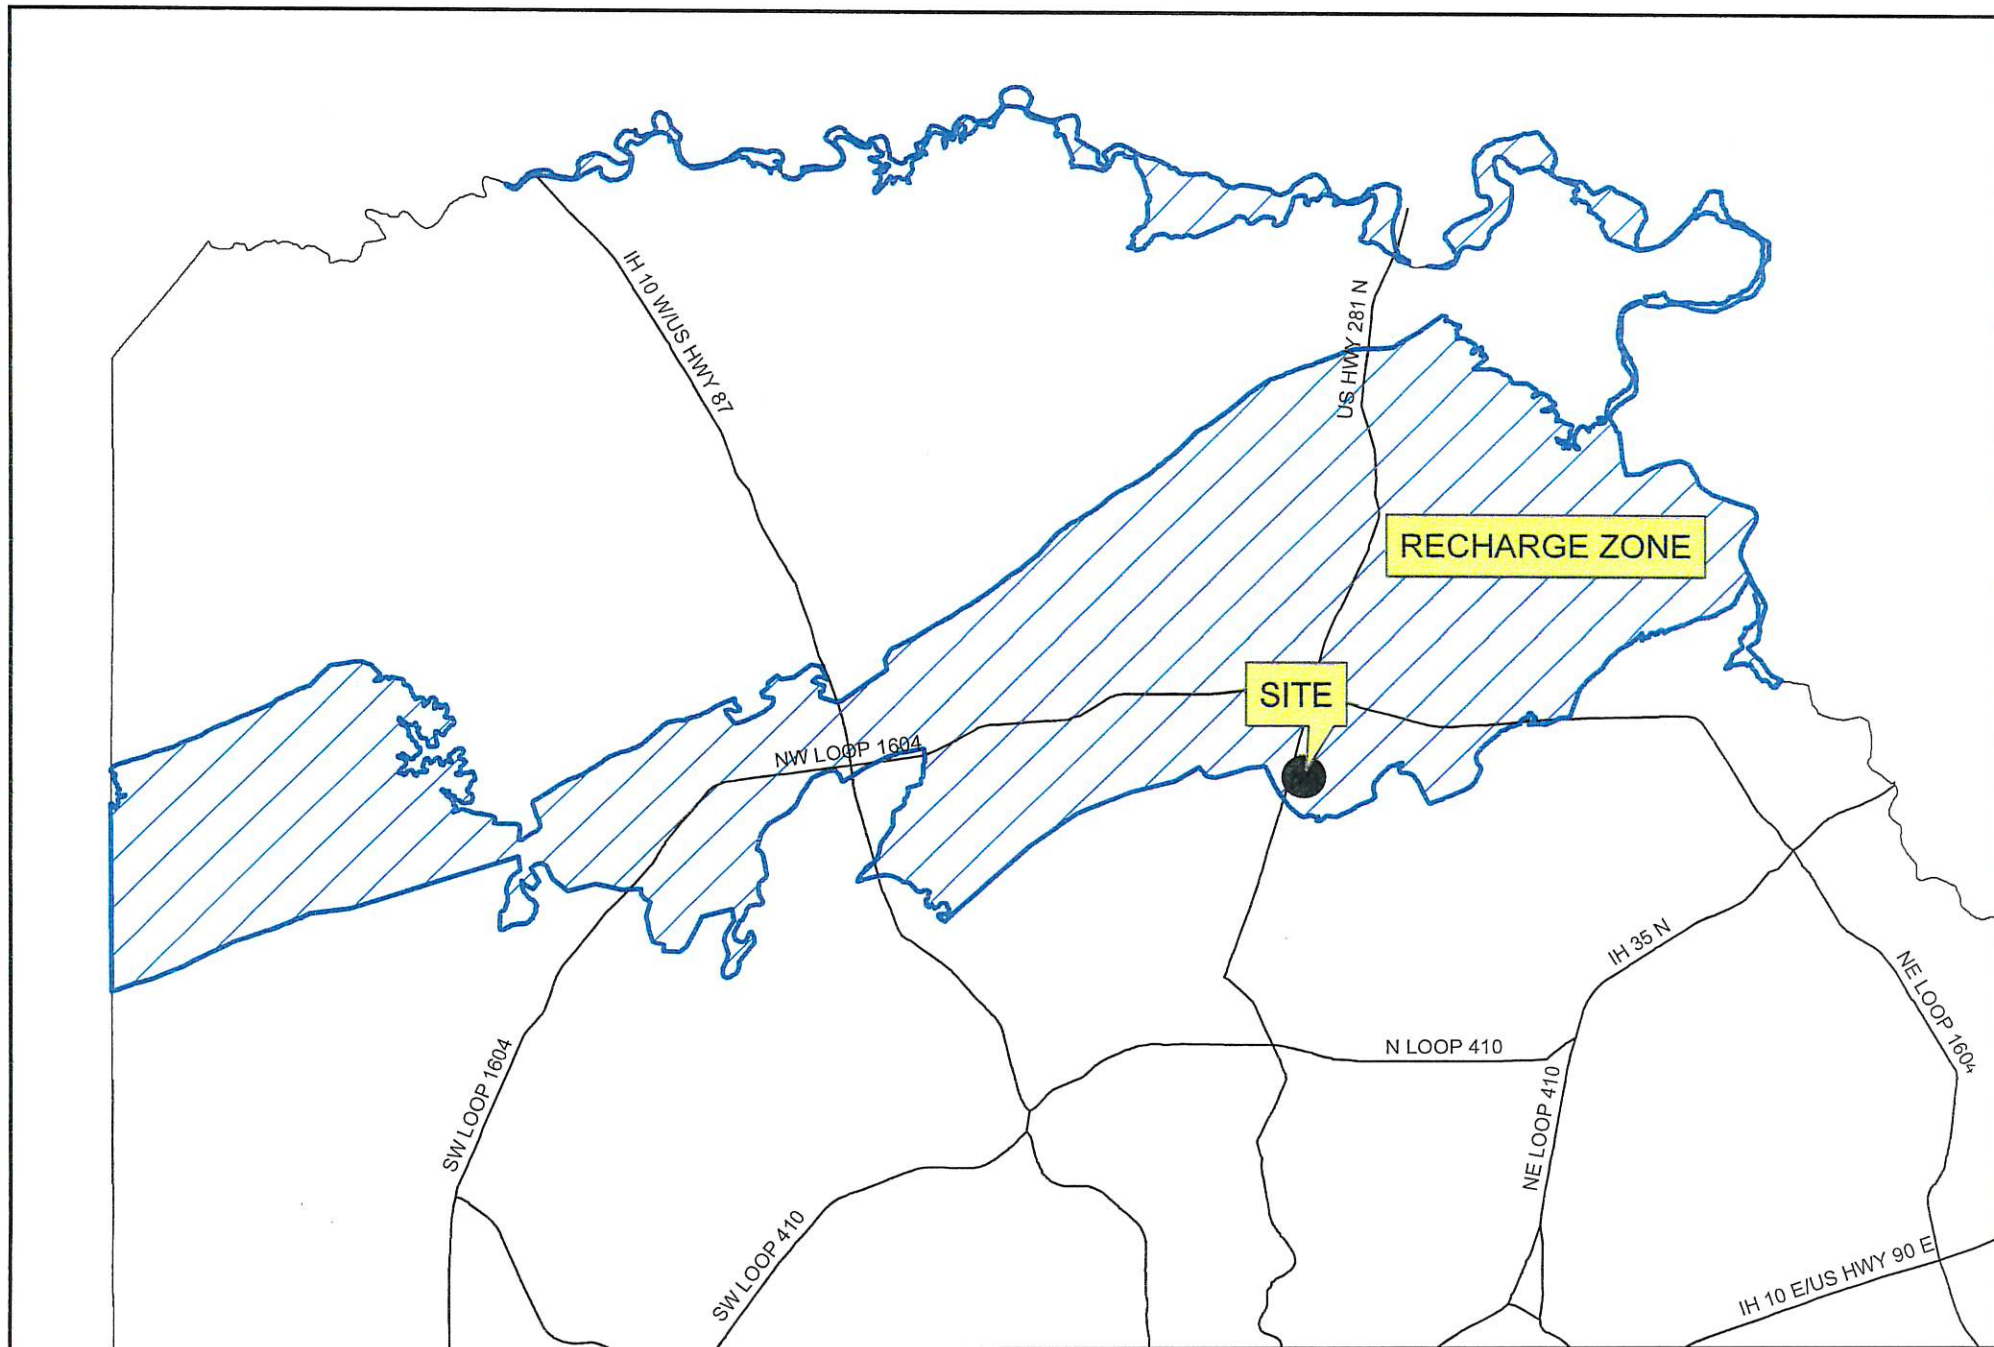 IH 10 W/US HWY 87
US HWY 281 N
RECHARGE ZONE
SITE
NW LOOP 1604
IH 35 N
NE LOOP 1604
N LOOP 410
SW LOOP 1604
NE LOOP 410
SW LOOP 410
IH 10 E/US HWY 90 E